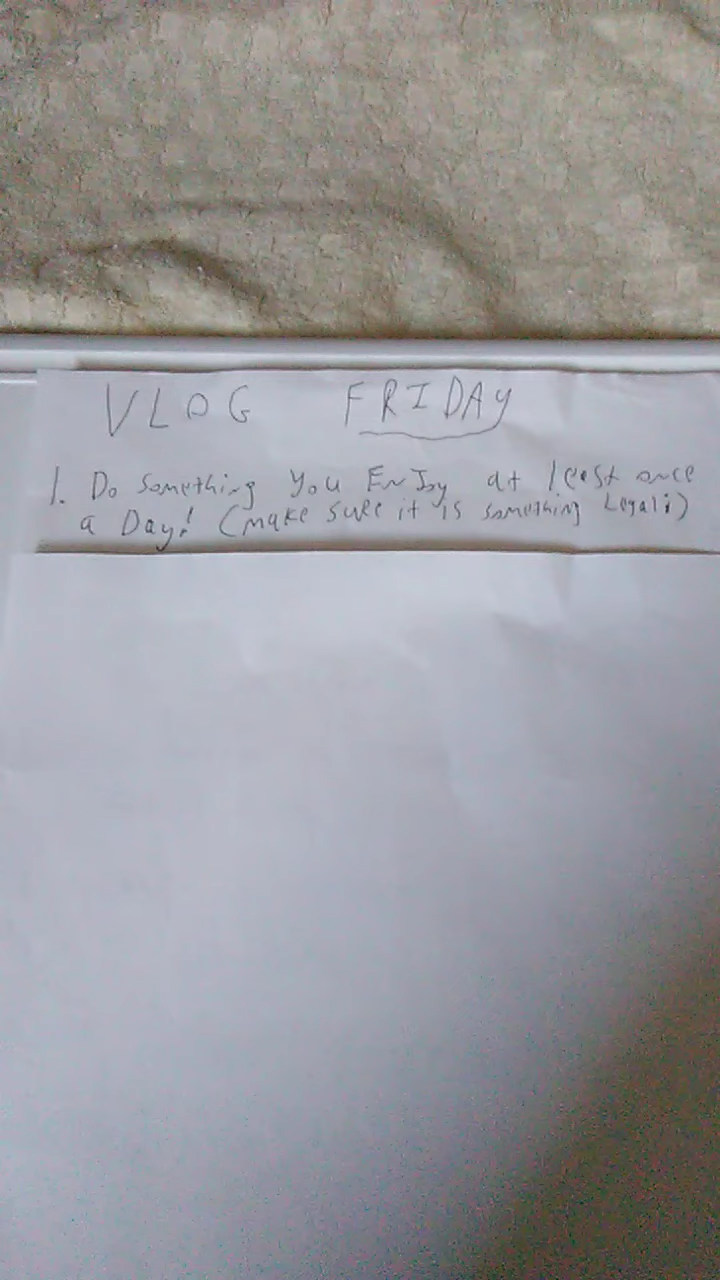 VLOG FRIDAY
1. Do something you EnJoy at least once
a Day! (make sure it is something Legal!)